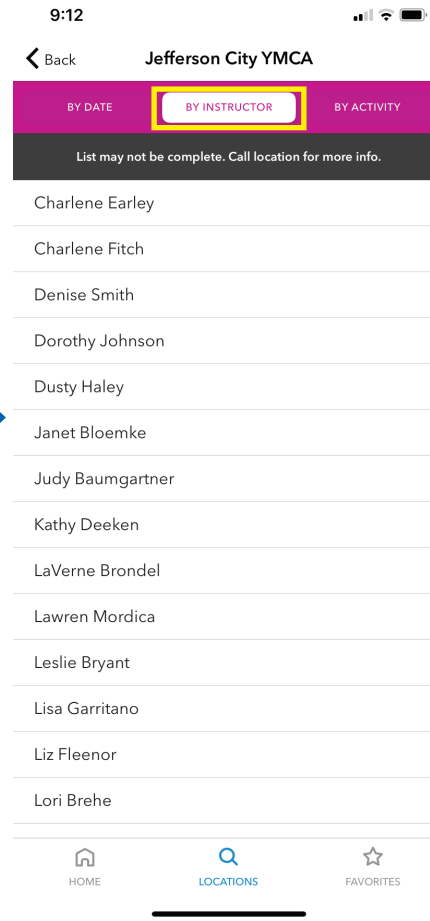 9:12
Back
Jefferson City YMCA
BY DATE
BY INSTRUCTOR
BY ACTIVITY
List may not be complete. Call location for more info.
Charlene Earley
Charlene Fitch
Denise Smith
Dorothy Johnson
Dusty Haley
Janet Bloemke
Judy Baumgartner
Kathy Deeken
LaVerne Brondel
Lawren Mordica
Leslie Bryant
Lisa Garritano
Liz Fleenor
Lori Brehe
HOME
LOCATIONS
FAVORITES